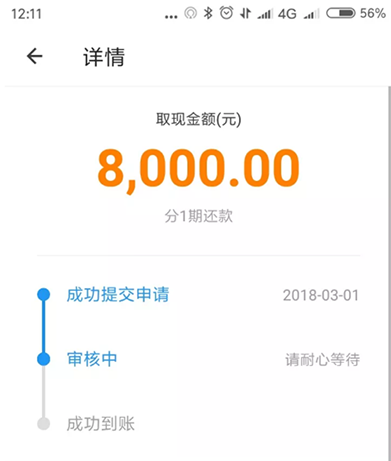 12:11 ... 4G 56%
详情
取现金额(元)
8,000.00
分1期还款
成功提交申请 2018-03-01
审核中 请耐心等待
成功到账